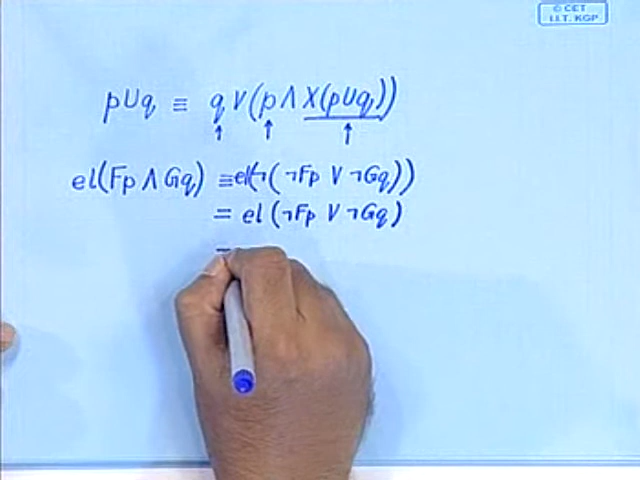 © CET
I.I.T. KGP
pUq ≡ q V (p Λ X(pUq))
↑ ↑ ↑
el(Fp Λ Gq) ≡ el(¬(¬Fp V ¬Gq))
= el(¬Fp V ¬Gq)
=